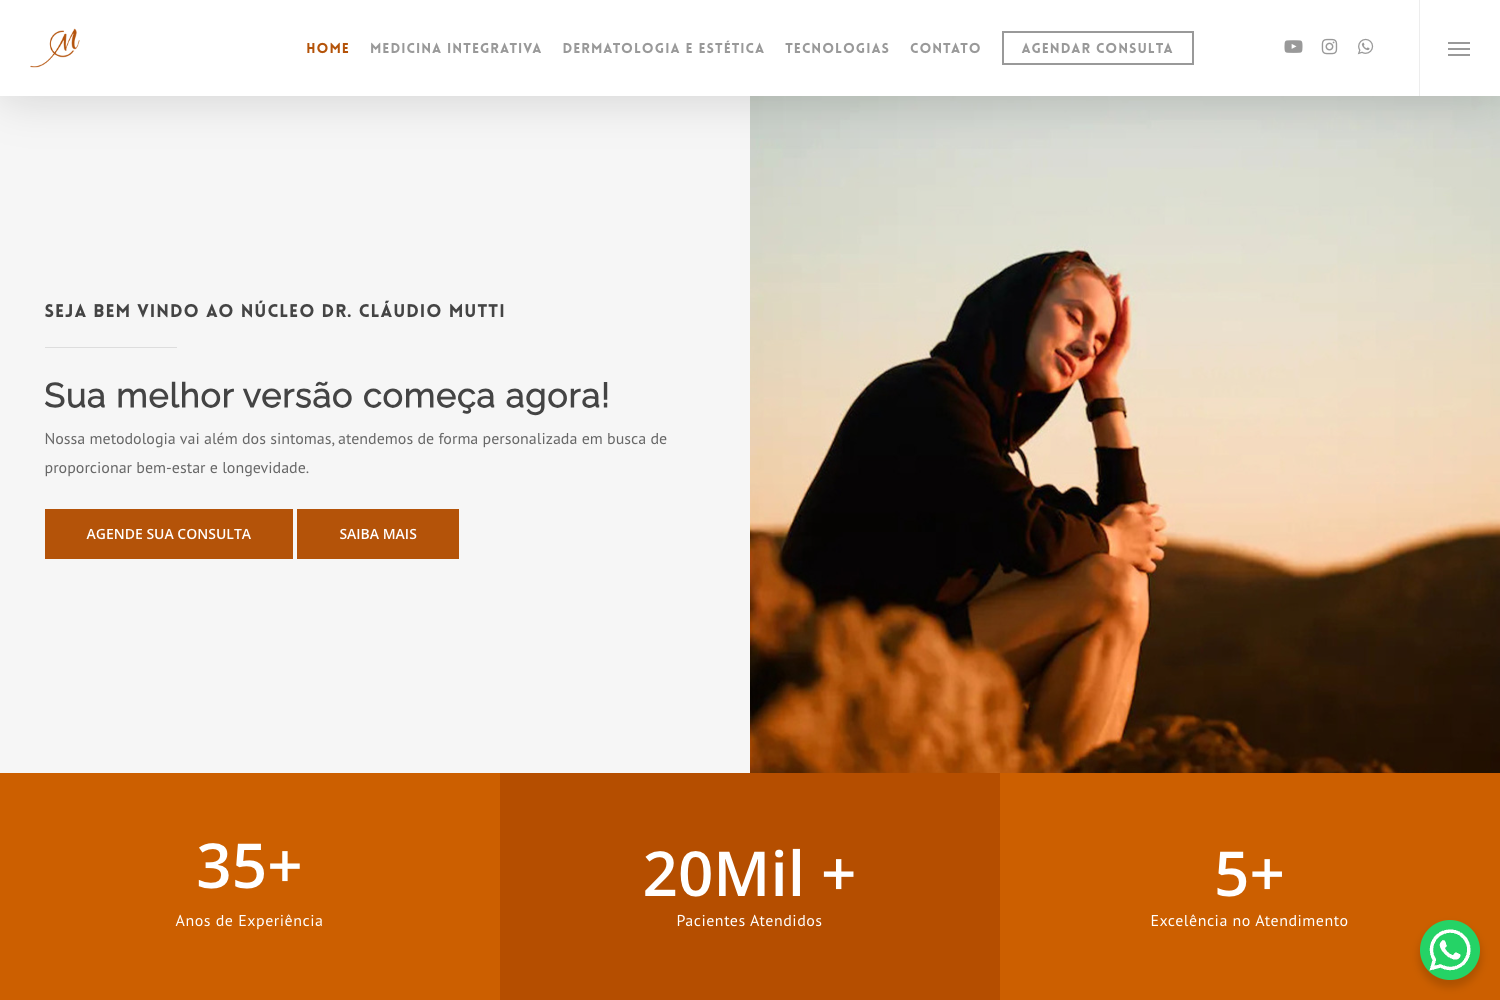 M
HOME
MEDICINA INTEGRATIVA
DERMATOLOGIA E ESTÉTICA
TECNOLOGIAS
CONTATO
AGENDAR CONSULTA
SEJA BEM VINDO AO NÚCLEO DR. CLÁUDIO MUTTI
Sua melhor versão começa agora!
Nossa metodologia vai além dos sintomas, atendemos de forma personalizada em busca de
proporcionar bem-estar e longevidade.
AGENDE SUA CONSULTA
SAIBA MAIS
35+
Anos de Experiência
20Mil +
Pacientes Atendidos
5+
Excelência no Atendimento